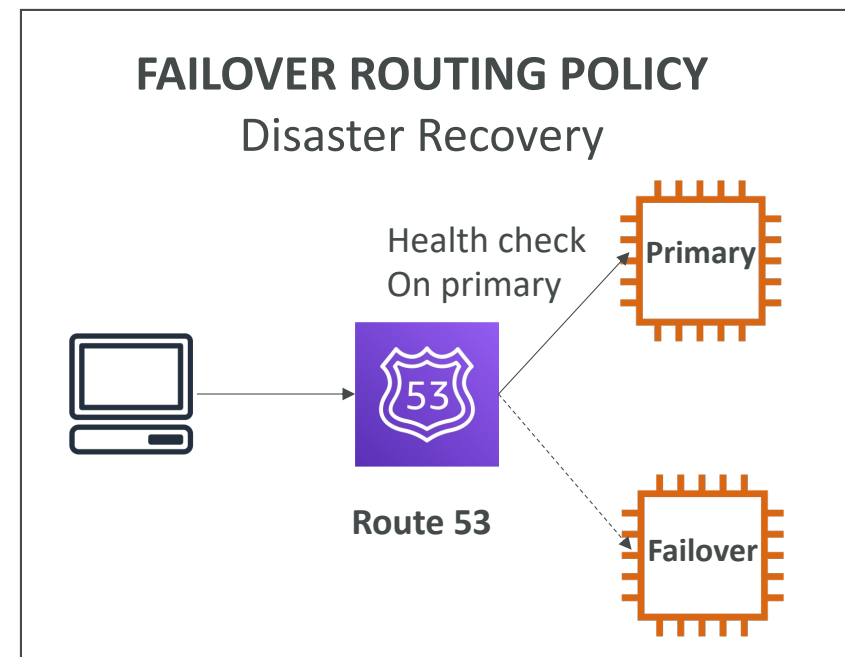 FAILOVER ROUTING POLICY
Disaster Recovery
Health check
On primary
Primary
53
Route 53
Failover